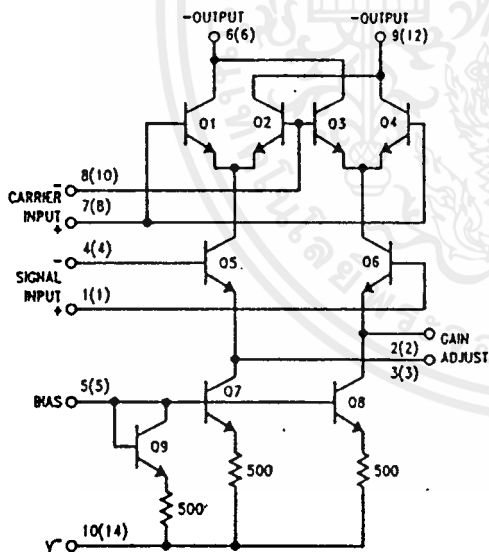 -OUTPUT
6(6)
-OUTPUT
9(12)
Q1
Q2
Q3
Q4
8(10)
CARRIER -
INPUT +
7(8)
4(4)
SIGNAL -
INPUT +
1(1)
Q5
Q6
GAIN
ADJUST
2(2)
3(3)
BIAS
5(5)
Q7
Q8
Q9
500
500
500
V-
10(14)